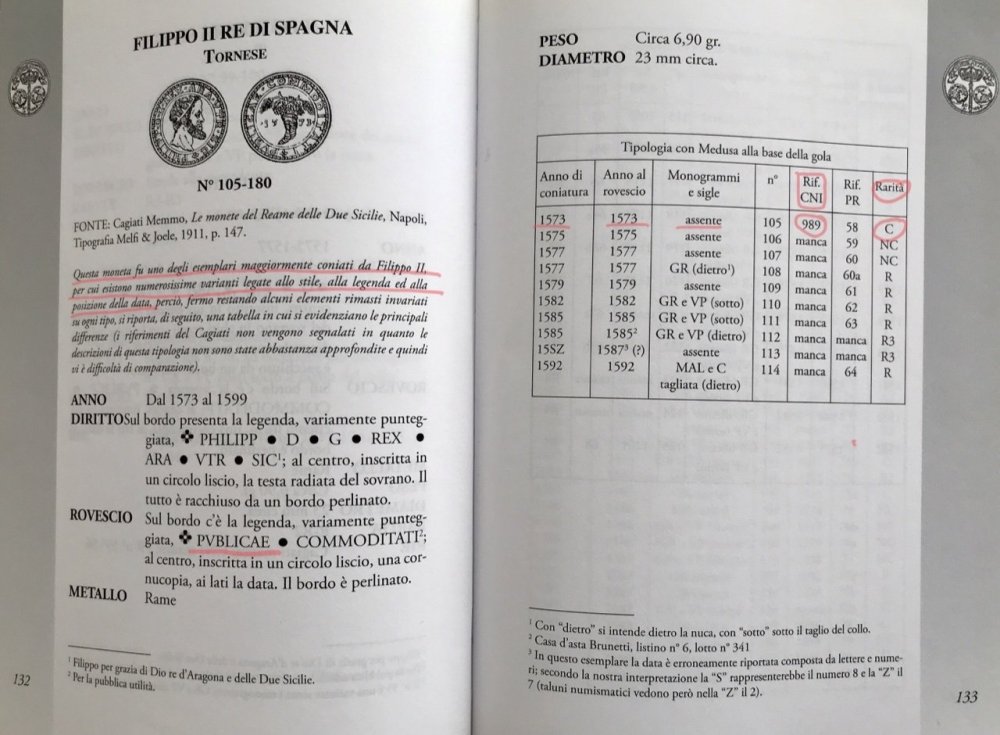 FILIPPO II RE DI SPAGNA
TORNESE
N° 105-180
FONTE: Cagiati Memmo, Le monete del Reame delle Due Sicilie, Napoli,
Tipografia Melfi & Joele, 1911, p. 147.
Questa moneta fu uno degli esemplari maggiormente coniati da Filippo II,
per cui esistono numerosissime varianti legate allo stile, alla legenda ed alla
posizione della data, perciò, fermo restando alcuni elementi rimasti invariati
su ogni tipo, si riporta, di seguito, una tabella in cui si evidenziano le principali
differenze (i riferimenti del Cagiati non vengono segnalati in quanto le
descrizioni di questa tipologia non sono state abbastanza approfondite e quindi
vi è difficoltà di comparazione).
ANNO Dal 1573 al 1599
DIRITTO Sul bordo presenta la legenda, variamente punteg-
giata, ✤ PHILIPP ● D ● G ● REX ●
ARA ● VTR ● SIC¹; al centro, inscritta in
un circolo liscio, la testa radiata del sovrano. Il
tutto è racchiuso da un bordo perlinato.
ROVESCIO Sul bordo c'è la legenda, variamente punteg-
giata, ✤ PVBLICAE ● COMMODITATI²;
al centro, inscritta in un circolo liscio, una cor-
nucopia, ai lati la data. Il bordo è perlinato.
METALLO Rame
¹ Filippo per grazia di Dio re d'Aragona e delle Due Sicilie.
² Per la pubblica utilità.
132
PESO Circa 6,90 gr.
DIAMETRO 23 mm circa.
Tipologia con Medusa alla base della gola
Anno di coniatura Anno al rovescio Monogrammi e sigle n° Rif. CNI Rif. PR Rarità
1573 1573 assente 105 989 58 C
1575 1575 assente 106 manca 59 NC
1577 1577 assente 107 manca 60 NC
1577 1577 GR (dietro¹) 108 manca 60a R
1579 1579 assente 109 manca 61 R
1582 1582 GR e VP (sotto) 110 manca 62 R
1585 1585 GR e VP (sotto) 111 manca 63 R
1585 1585² GR e VP (dietro) 112 manca manca R3
15SZ 1587³ (?) assente 113 manca manca R3
1592 1592 MAL e C tagliata (dietro) 114 manca 64 R
¹ Con "dietro" si intende dietro la nuca, con "sotto" sotto il taglio del collo.
² Casa d'asta Brunetti, listino n° 6, lotto n° 341
³ In questo esemplare la data è erroneamente riportata composta da lettere e nume-
ri; secondo la nostra interpretazione la "S" rappresenterebbe il numero 8 e la "Z" il
7 (taluni numismatici vedono però nella "Z" il 2).
133